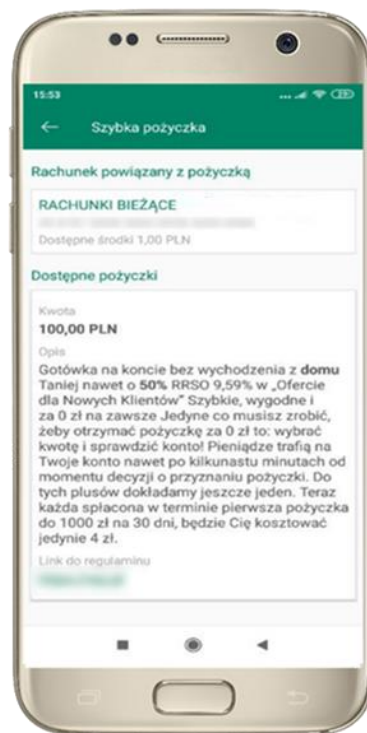 15:53
Szybka pożyczka
Rachunek powiązany z pożyczką
RACHUNKI BIEŻĄCE
Dostępne środki 1,00 PLN
Dostępne pożyczki
Kwota
100,00 PLN
Opis
Gotówka na koncie bez wychodzenia z domu
Taniej nawet o 50% RRSO 9,59% w „Ofercie
dla Nowych Klientów” Szybkie, wygodne i
za 0 zł na zawsze Jedyne co musisz zrobić,
żeby otrzymać pożyczkę za 0 zł to: wybrać
kwotę i sprawdzić konto! Pieniądze trafią na
Twoje konto nawet po kilkunastu minutach od
momentu decyzji o przyznaniu pożyczki. Do
tych plusów dokładamy jeszcze jeden. Teraz
każda spłacona w terminie pierwsza pożyczka
do 1000 zł na 30 dni, będzie Cię kosztować
jedynie 4 zł.
Link do regulaminu